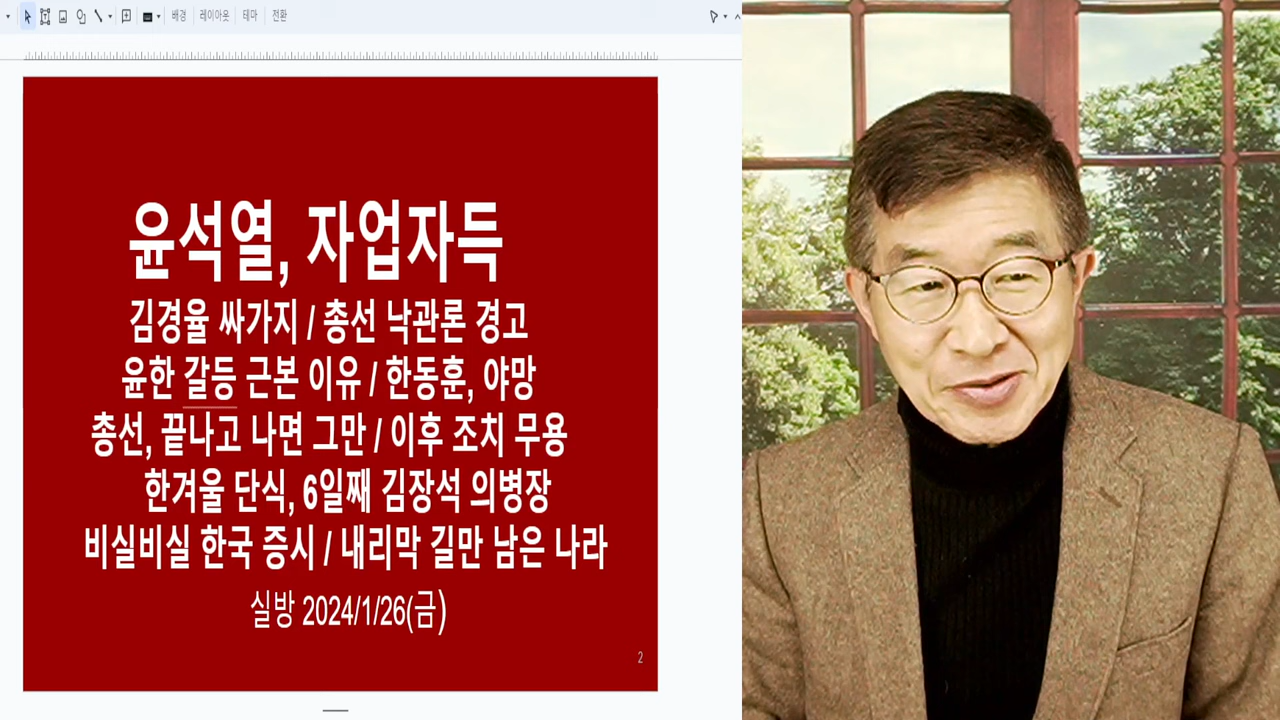 배경 레이아웃 테마 전환
윤석열, 자업자득
김경율 싸가지 / 총선 낙관론 경고
윤한 갈등 근본 이유 / 한동훈, 야망
총선, 끝나고 나면 그만 / 이후 조치 무용
한겨울 단식, 6일째 김장석 의병장
비실비실 한국 증시 / 내리막 길만 남은 나라
실방 2024/1/26(금)
2